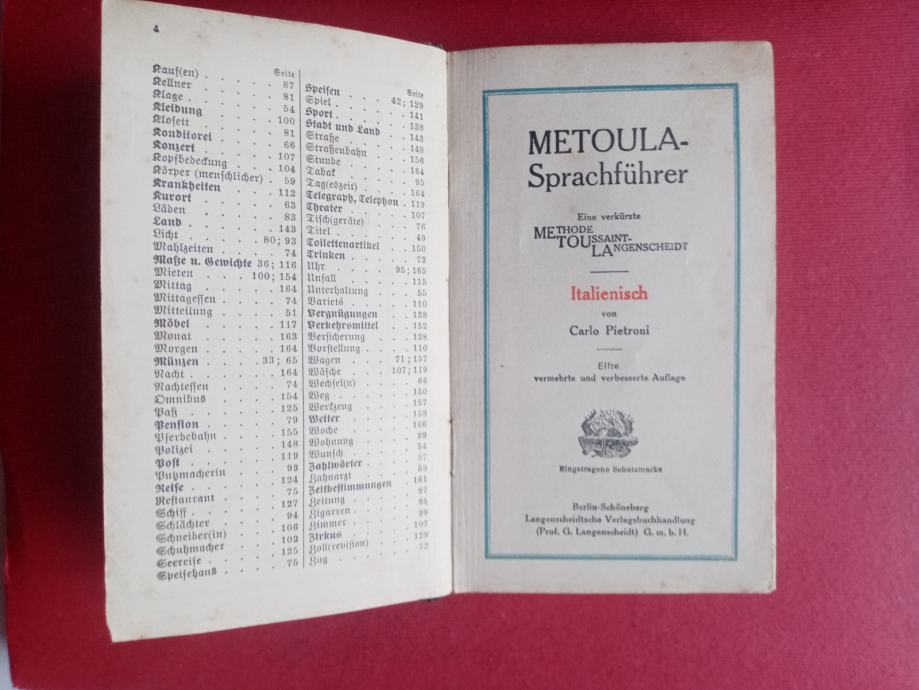 4
Seite
Kauf(en) . . . . . 87
Kellner . . . . . 81
Klage . . . . . 54
Kleidung . . . . . 100
Klosett . . . . . 81
Konditorei . . . . 66
Konzert . . . . . 107
Kopfbedeckung . . . . 104
Körper (menschlicher) . 59
Krankheiten . . . . 112
Kurort . . . . . 63
Läden . . . . . 83
Land . . . . . 143
Licht . . . . 80; 93
Mahlzeiten . . . . 74
Maße u. Gewichte 36; 116
Mieten . . . 100; 154
Mittag . . . . . 164
Mittagessen . . . . 74
Mitteilung . . . . 51
Möbel . . . . . 117
Monat . . . . . 163
Morgen . . . . . 164
Münzen . . . 33; 65
Nacht . . . . . 164
Nachtessen . . . . 74
Omnibus . . . . . 154
Paß . . . . . 125
Pension . . . . . 79
Pferdebahn . . . . 155
Polizei . . . . . 148
Post . . . . . 119
Putzmacherin . . . . 93
Reise . . . . . 124
Restaurant . . . . 75
Schiff . . . . . 127
Schlächter . . . . 94
Schneider(in) . . . . 106
Schuhmacher . . . . 102
Seereise . . . . . 125
Speisehaus . . . . 75
Seite
Speisen . . . 42; 129
Spiel . . . . . 141
Sport . . . . . 138
Stadt und Land . . . 143
Straße . . . . . 149
Straßenbahn . . . . 156
Stunde . . . . . 164
Tabak . . . . . 95
Tag(eszeit) . . . . 164
Telegraph, Telephon . 119
Theater . . . . . 107
Tisch(geräte) . . . . 76
Titel . . . . . 49
Toilettenartikel . . . 150
Trinken . . . . . 73
Uhr . . . . 95; 165
Unfall . . . . . 115
Unterhaltung . . . . 55
Varieté . . . . . 110
Vergnügungen . . . . 138
Verkehrsmittel . . . 152
Versicherung . . . . 128
Vorstellung . . . . 110
Wagen . . . 71; 157
Wäsche . . . 107; 119
Wechsel(n) . . . . 66
Weg . . . . . 150
Werkzeug . . . . . 157
Wetter . . . . . 158
Woche . . . . . 166
Wohnung . . . . . 99
Wunsch . . . . . 54
Zahlwörter . . . . 37
Zahnarzt . . . . . 58
Zeitbestimmungen . . . 161
Zeitung . . . . . 97
Zigarren . . . . . 95
Zimmer . . . . . 99
Zirkus . . . . . 107
Zoll(revision) . . . 129
Zug . . . . . 72
METOULA-
Sprachführer
Eine verkürzte
METHODE
TOUSSAINT-
LANGENSCHEIDT
Italienisch
von
Carlo Pietroni
Elfte
vermehrte und verbesserte Auflage
Eingetragene Schutzmarke
Berlin-Schöneberg
Langenscheidtsche Verlagsbuchhandlung
(Prof. G. Langenscheidt) G. m. b. H.